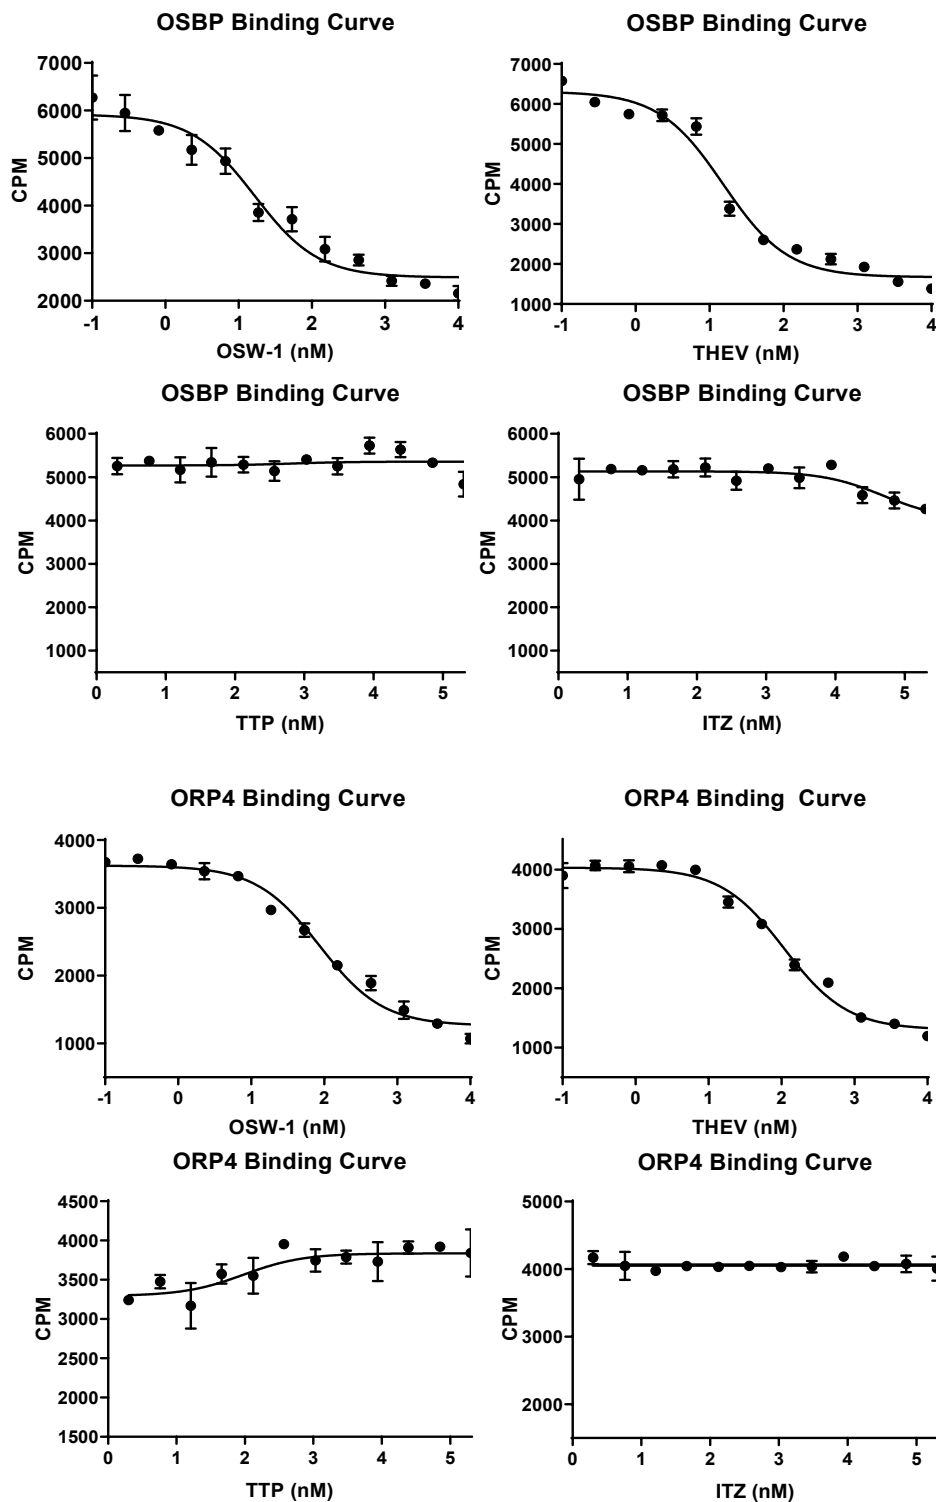 OSBP Binding Curve
7000
6000
5000
4000
3000
2000
CPM
-1 0 1 2 3 4
OSW-1 (nM)
OSBP Binding Curve
7000
6000
5000
4000
3000
2000
1000
CPM
-1 0 1 2 3 4
THEV (nM)
OSBP Binding Curve
6000
5000
4000
3000
2000
1000
CPM
0 1 2 3 4 5
TTP (nM)
OSBP Binding Curve
6000
5000
4000
3000
2000
1000
CPM
0 1 2 3 4 5
ITZ (nM)
ORP4 Binding Curve
4000
3000
2000
1000
CPM
-1 0 1 2 3 4
OSW-1 (nM)
ORP4 Binding Curve
4000
3000
2000
1000
CPM
-1 0 1 2 3 4
THEV (nM)
ORP4 Binding Curve
4500
4000
3500
3000
2500
2000
1500
CPM
0 1 2 3 4 5
TTP (nM)
ORP4 Binding Curve
5000
4000
3000
2000
CPM
0 1 2 3 4 5
ITZ (nM)